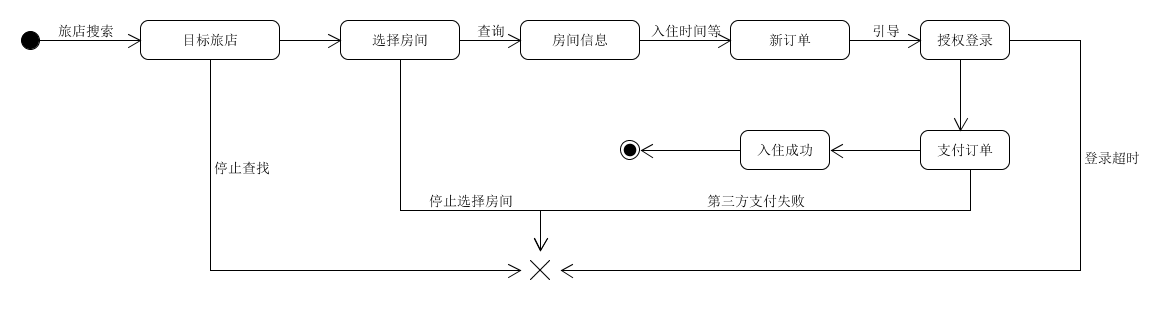 旅店搜索
目标旅店
选择房间
查询
房间信息
入住时间等
新订单
引导
授权登录
入住成功
支付订单
停止查找
登录超时
停止选择房间
第三方支付失败